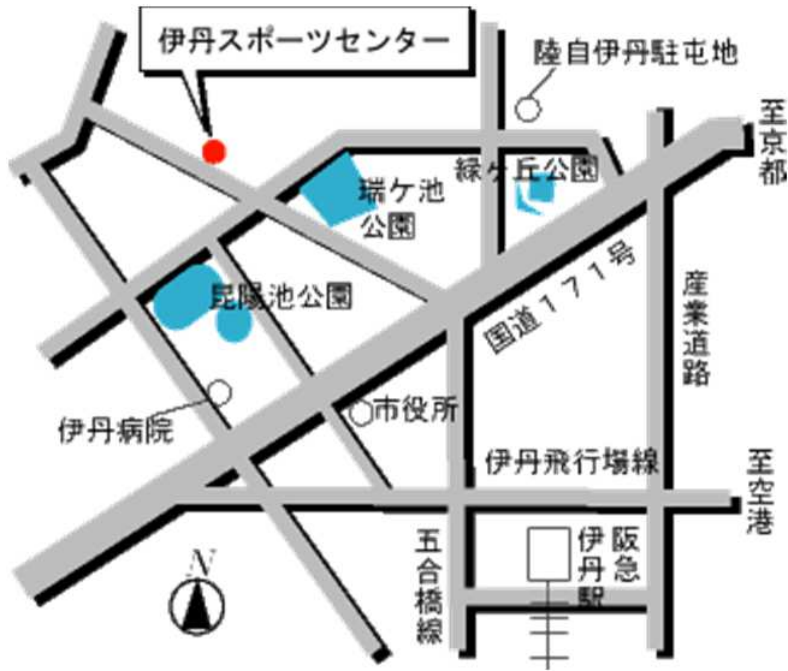 伊丹スポーツセンター
陸自伊丹駐屯地
至京都
緑ヶ丘公園
瑞ケ池
公園
昆陽池公園
国道１７１号
産業道路
伊丹病院
市役所
伊丹飛行場線
至空港
五合橋線
阪急
伊丹駅
N